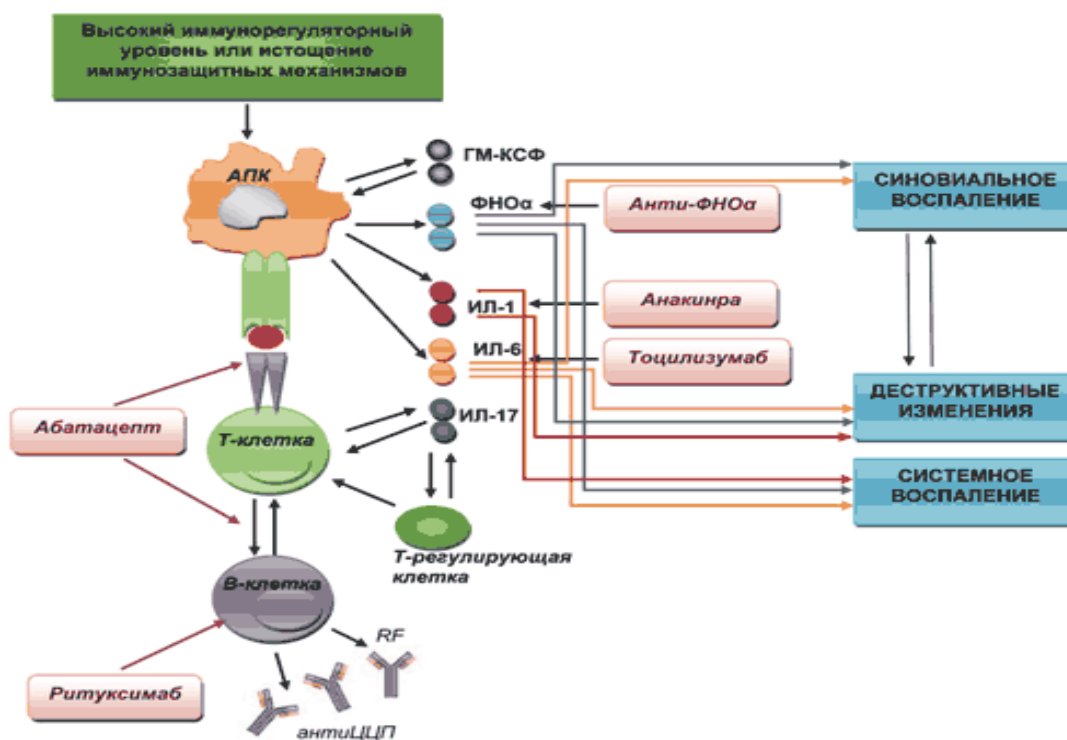 Высокий иммунорегуляторный
уровень или истощение
иммунозащитных механизмов
АПК
ГМ-КСФ
ФНОα
Анти-ФНОα
СИНОВИАЛЬНОЕ
ВОСПАЛЕНИЕ
ИЛ-1
Анакинра
ИЛ-6
Тоцилизумаб
ИЛ-17
ДЕСТРУКТИВНЫЕ
ИЗМЕНЕНИЯ
Абатацепт
Т-клетка
СИСТЕМНОЕ
ВОСПАЛЕНИЕ
Т-регулирующая
клетка
В-клетка
RF
Ритуксимаб
антиЦЦП